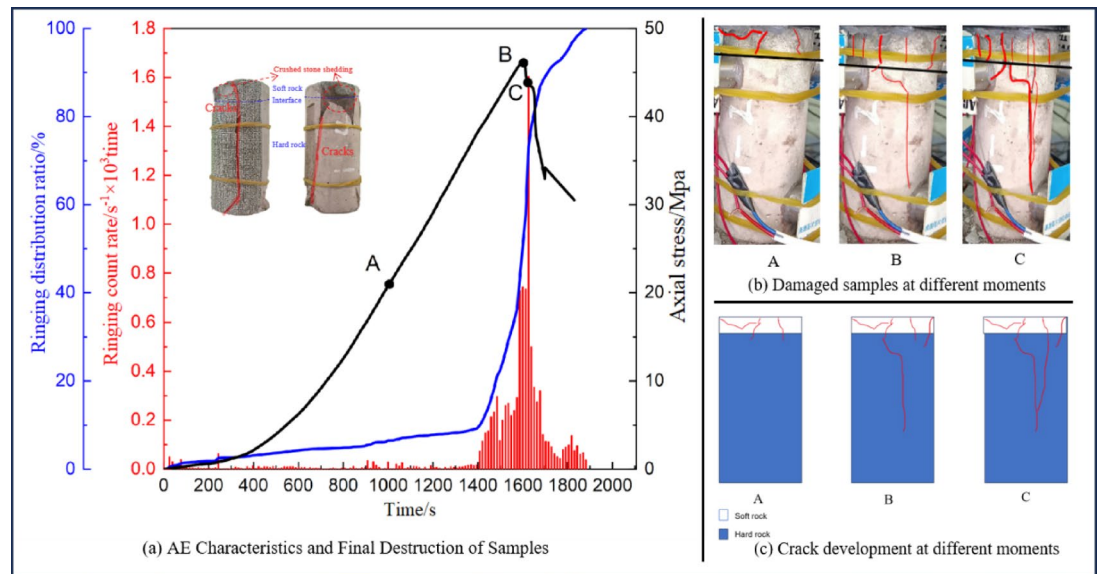 Ringing distribution ratio/%
100
80
60
40
20
0
Ringing count rate/s⁻¹×10³time
1.8
1.6
1.4
1.2
1.0
0.8
0.6
0.4
0.2
0.0
Crushed stone shedding
Soft rock
Interface
Cracks
Hard rock
Cracks
A
B
C
50
40
30
20
10
0
Axial stress/Mpa
0 200 400 600 800 1000 1200 1400 1600 1800 2000
Time/s
(a) AE Characteristics and Final Destruction of Samples
A B C
(b) Damaged samples at different moments
A B C
Soft rock
Hard rock
(c) Crack development at different moments